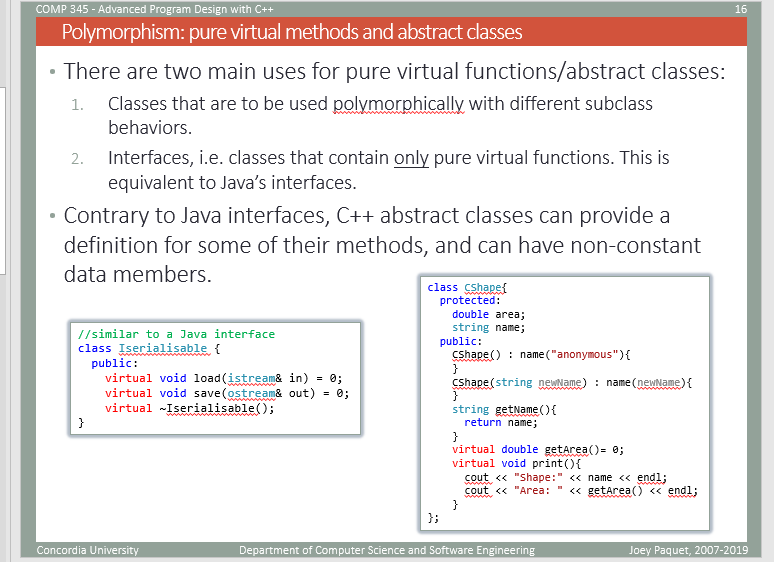 COMP 345 - Advanced Program Design with C++
16
Polymorphism: pure virtual methods and abstract classes
• There are two main uses for pure virtual functions/abstract classes:
1. Classes that are to be used polymorphically with different subclass
behaviors.
2. Interfaces, i.e. classes that contain only pure virtual functions. This is
equivalent to Java's interfaces.
• Contrary to Java interfaces, C++ abstract classes can provide a
definition for some of their methods, and can have non-constant
data members.
//similar to a Java interface
class Iserialisable {
public:
virtual void load(istream& in) = 0;
virtual void save(ostream& out) = 0;
virtual ~Iserialisable();
}
class CShape{
protected:
double area;
string name;
public:
CShape() : name("anonymous"){
}
CShape(string newName) : name(newName){
}
string getName(){
return name;
}
virtual double getArea()= 0;
virtual void print(){
cout << "Shape:" << name << endl;
cout << "Area: " << getArea() << endl;
}
};
Concordia University
Department of Computer Science and Software Engineering
Joey Paquet, 2007-2019